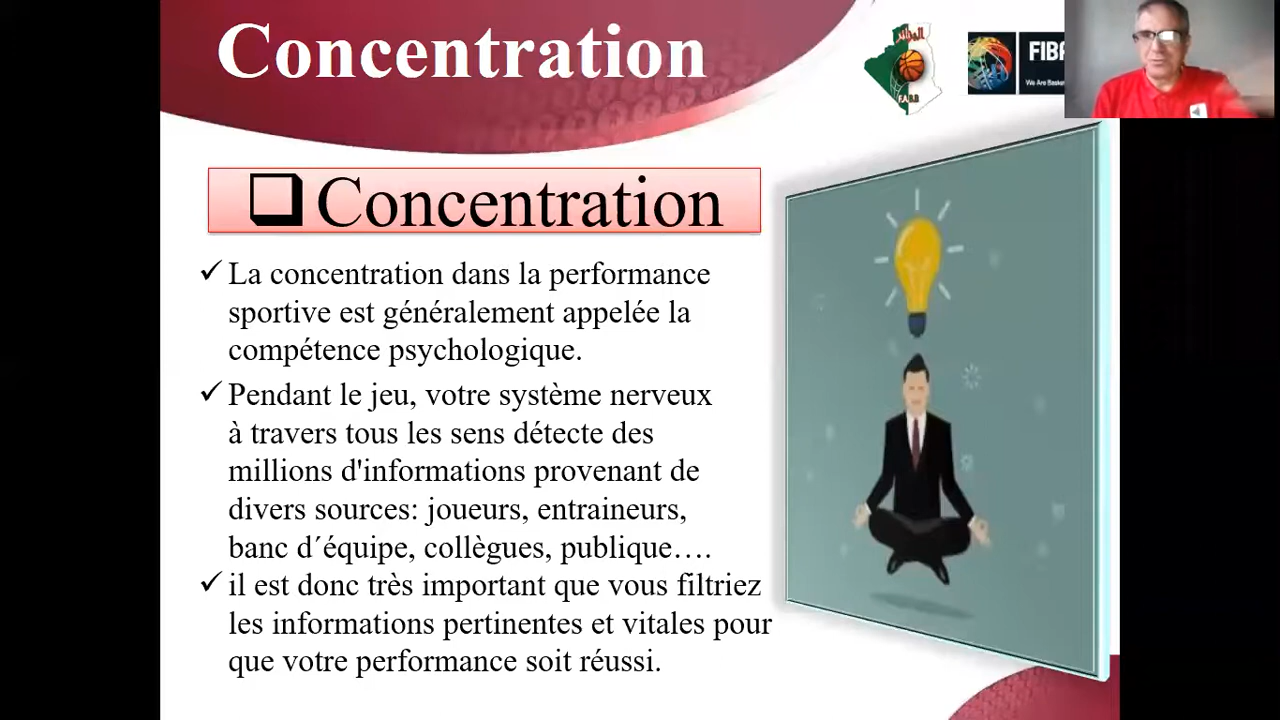 Concentration
الجزائر
F.A.B.B
FIBA
We Are Basket
❑ Concentration
✓ La concentration dans la performance
sportive est généralement appelée la
compétence psychologique.
✓ Pendant le jeu, votre système nerveux
à travers tous les sens détecte des
millions d'informations provenant de
divers sources: joueurs, entraineurs,
banc d´équipe, collègues, publique….
✓ il est donc très important que vous filtriez
les informations pertinentes et vitales pour
que votre performance soit réussi.